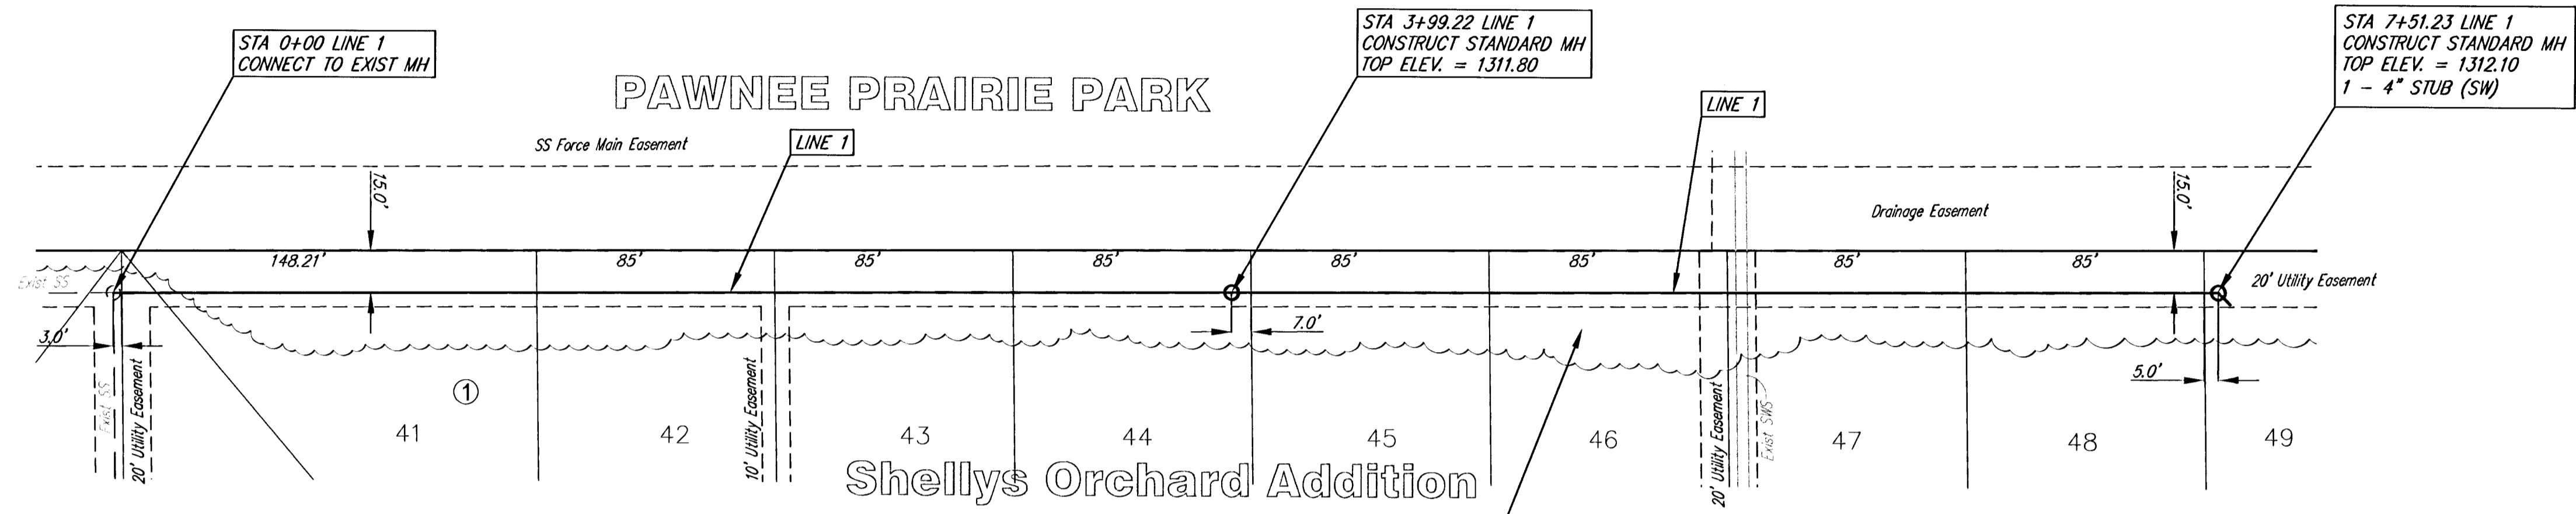 STA 0+00 LINE 1
CONNECT TO EXIST MH
STA 3+99.22 LINE 1
CONSTRUCT STANDARD MH
TOP ELEV. = 1311.80
STA 7+51.23 LINE 1
CONSTRUCT STANDARD MH
TOP ELEV. = 1312.10
1 - 4" STUB (SW)
PAWNEE PRAIRIE PARK
LINE 1
SS Force Main Easement
LINE 1
15.0'
15.0'
Drainage Easement
148.21'
85'
85'
85'
85'
85'
85'
85'
Exist SS
20' Utility Easement
3.0'
7.0'
5.0'
Exist SS
20' Utility Easement
1
10' Utility Easement
20' Utility Easement
Exist SWS
41
42
43
44
45
46
47
48
49
Shellys Orchard Addition